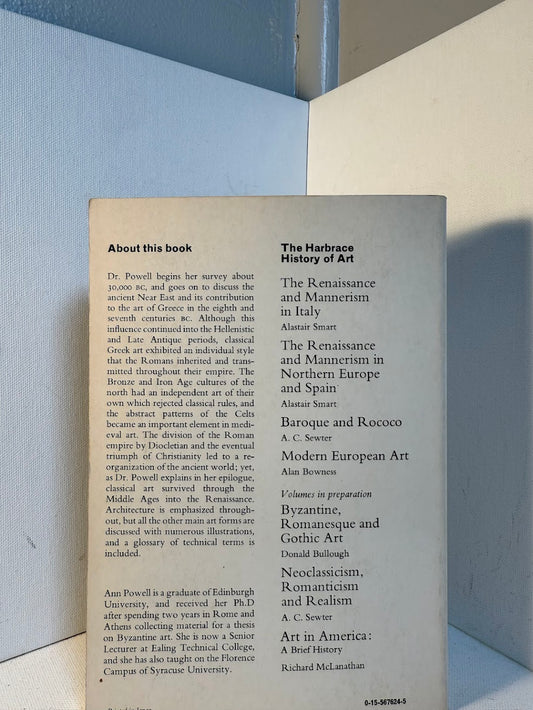 About this book
Dr. Powell begins her survey about
30,000 BC, and goes on to discuss the
ancient Near East and its contribution
to the art of Greece in the eighth and
seventh centuries BC. Although this
influence continued into the Hellenistic
and Late Antique periods, classical
Greek art exhibited an individual style
that the Romans inherited and trans-
mitted throughout their empire. The
Bronze and Iron Age cultures of the
north had an independent art of their
own which rejected classical rules, and
the abstract patterns of the Celts
became an important element in medi-
eval art. The division of the Roman
empire by Diocletian and the eventual
triumph of Christianity led to a re-
organization of the ancient world; yet,
as Dr. Powell explains in her epilogue,
classical art survived through the
Middle Ages into the Renaissance.
Architecture is emphasized through-
out, but all the other main art forms are
discussed with numerous illustrations,
and a glossary of technical terms is
included.
Ann Powell is a graduate of Edinburgh
University, and received her Ph.D
after spending two years in Rome and
Athens collecting material for a thesis
on Byzantine art. She is now a Senior
Lecturer at Ealing Technical College,
and she has also taught on the Florence
Campus of Syracuse University.
The Harbrace
History of Art
The Renaissance
and Mannerism
in Italy
Alastair Smart
The Renaissance
and Mannerism in
Northern Europe
and Spain
Alastair Smart
Baroque and Rococo
A. C. Sewter
Modern European Art
Alan Bowness
Volumes in preparation
Byzantine,
Romanesque and
Gothic Art
Donald Bullough
Neoclassicism,
Romanticism
and Realism
A. C. Sewter
Art in America:
A Brief History
Richard McLanathan
0-15-567624-5